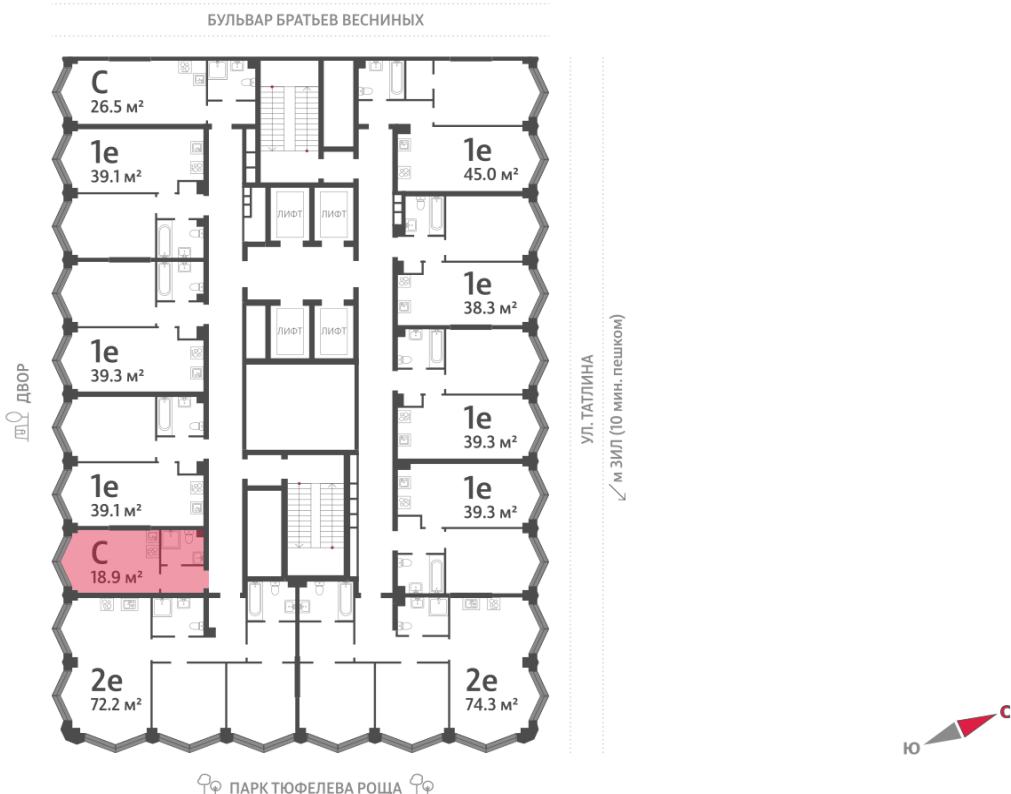 БУЛЬВАР БРАТЬЕВ ВЕСНИНЫХ
С
26.5 м²
1е
39.1 м²
1е
45.0 м²
ЛИФТ
ЛИФТ
1е
38.3 м²
ЛИФТ
ЛИФТ
1е
39.3 м²
ДВОР
УЛ. ТАТЛИНА
м ЗИЛ (10 мин. пешком)
1е
39.3 м²
1е
39.1 м²
1е
39.3 м²
С
18.9 м²
2е
72.2 м²
2е
74.3 м²
С
Ю
ПАРК ТЮФЕЛЕВА РОЩА